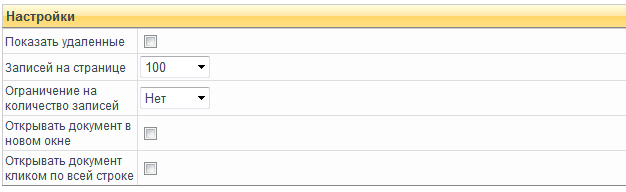 Настройки
Показать удаленные
Записей на странице 100
Ограничение на
количество записей Нет
Открывать документ в
новом окне
Открывать документ
кликом по всей строке